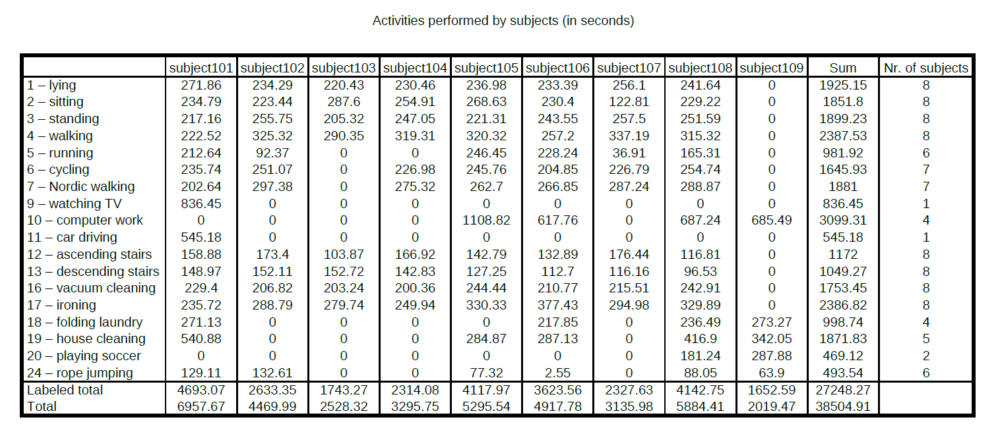 Activities performed by subjects (in seconds)
subject101 subject102 subject103 subject104 subject105 subject106 subject107 subject108 subject109 Sum Nr. of subjects
1 – lying 271.86 234.29 220.43 230.46 236.98 233.39 256.1 241.64 0 1925.15 8
2 – sitting 234.79 223.44 287.6 254.91 268.63 230.4 122.81 229.22 0 1851.8 8
3 – standing 217.16 255.75 205.32 247.05 221.31 243.55 257.5 251.59 0 1899.23 8
4 – walking 222.52 325.32 290.35 319.31 320.32 257.2 337.19 315.32 0 2387.53 8
5 – running 212.64 92.37 0 0 246.45 228.24 36.91 165.31 0 981.92 6
6 – cycling 235.74 251.07 0 226.98 245.76 204.85 226.79 254.74 0 1645.93 7
7 – Nordic walking 202.64 297.38 0 275.32 262.7 266.85 287.24 288.87 0 1881 7
9 – watching TV 836.45 0 0 0 0 0 0 0 0 836.45 1
10 – computer work 0 0 0 0 1108.82 617.76 0 687.24 685.49 3099.31 4
11 – car driving 545.18 0 0 0 0 0 0 0 0 545.18 1
12 – ascending stairs 158.88 173.4 103.87 166.92 142.79 132.89 176.44 116.81 0 1172 8
13 – descending stairs 148.97 152.11 152.72 142.83 127.25 112.7 116.16 96.53 0 1049.27 8
16 – vacuum cleaning 229.4 206.82 203.24 200.36 244.44 210.77 215.51 242.91 0 1753.45 8
17 – ironing 235.72 288.79 279.74 249.94 330.33 377.43 294.98 329.89 0 2386.82 8
18 – folding laundry 271.13 0 0 0 0 217.85 0 236.49 273.27 998.74 4
19 – house cleaning 540.88 0 0 0 284.87 287.13 0 416.9 342.05 1871.83 5
20 – playing soccer 0 0 0 0 0 0 0 181.24 287.88 469.12 2
24 – rope jumping 129.11 132.61 0 0 77.32 2.55 0 88.05 63.9 493.54 6
Labeled total 4693.07 2633.35 1743.27 2314.08 4117.97 3623.56 2327.63 4142.75 1652.59 27248.27
Total 6957.67 4469.99 2528.32 3295.75 5295.54 4917.78 3135.98 5884.41 2019.47 38504.91